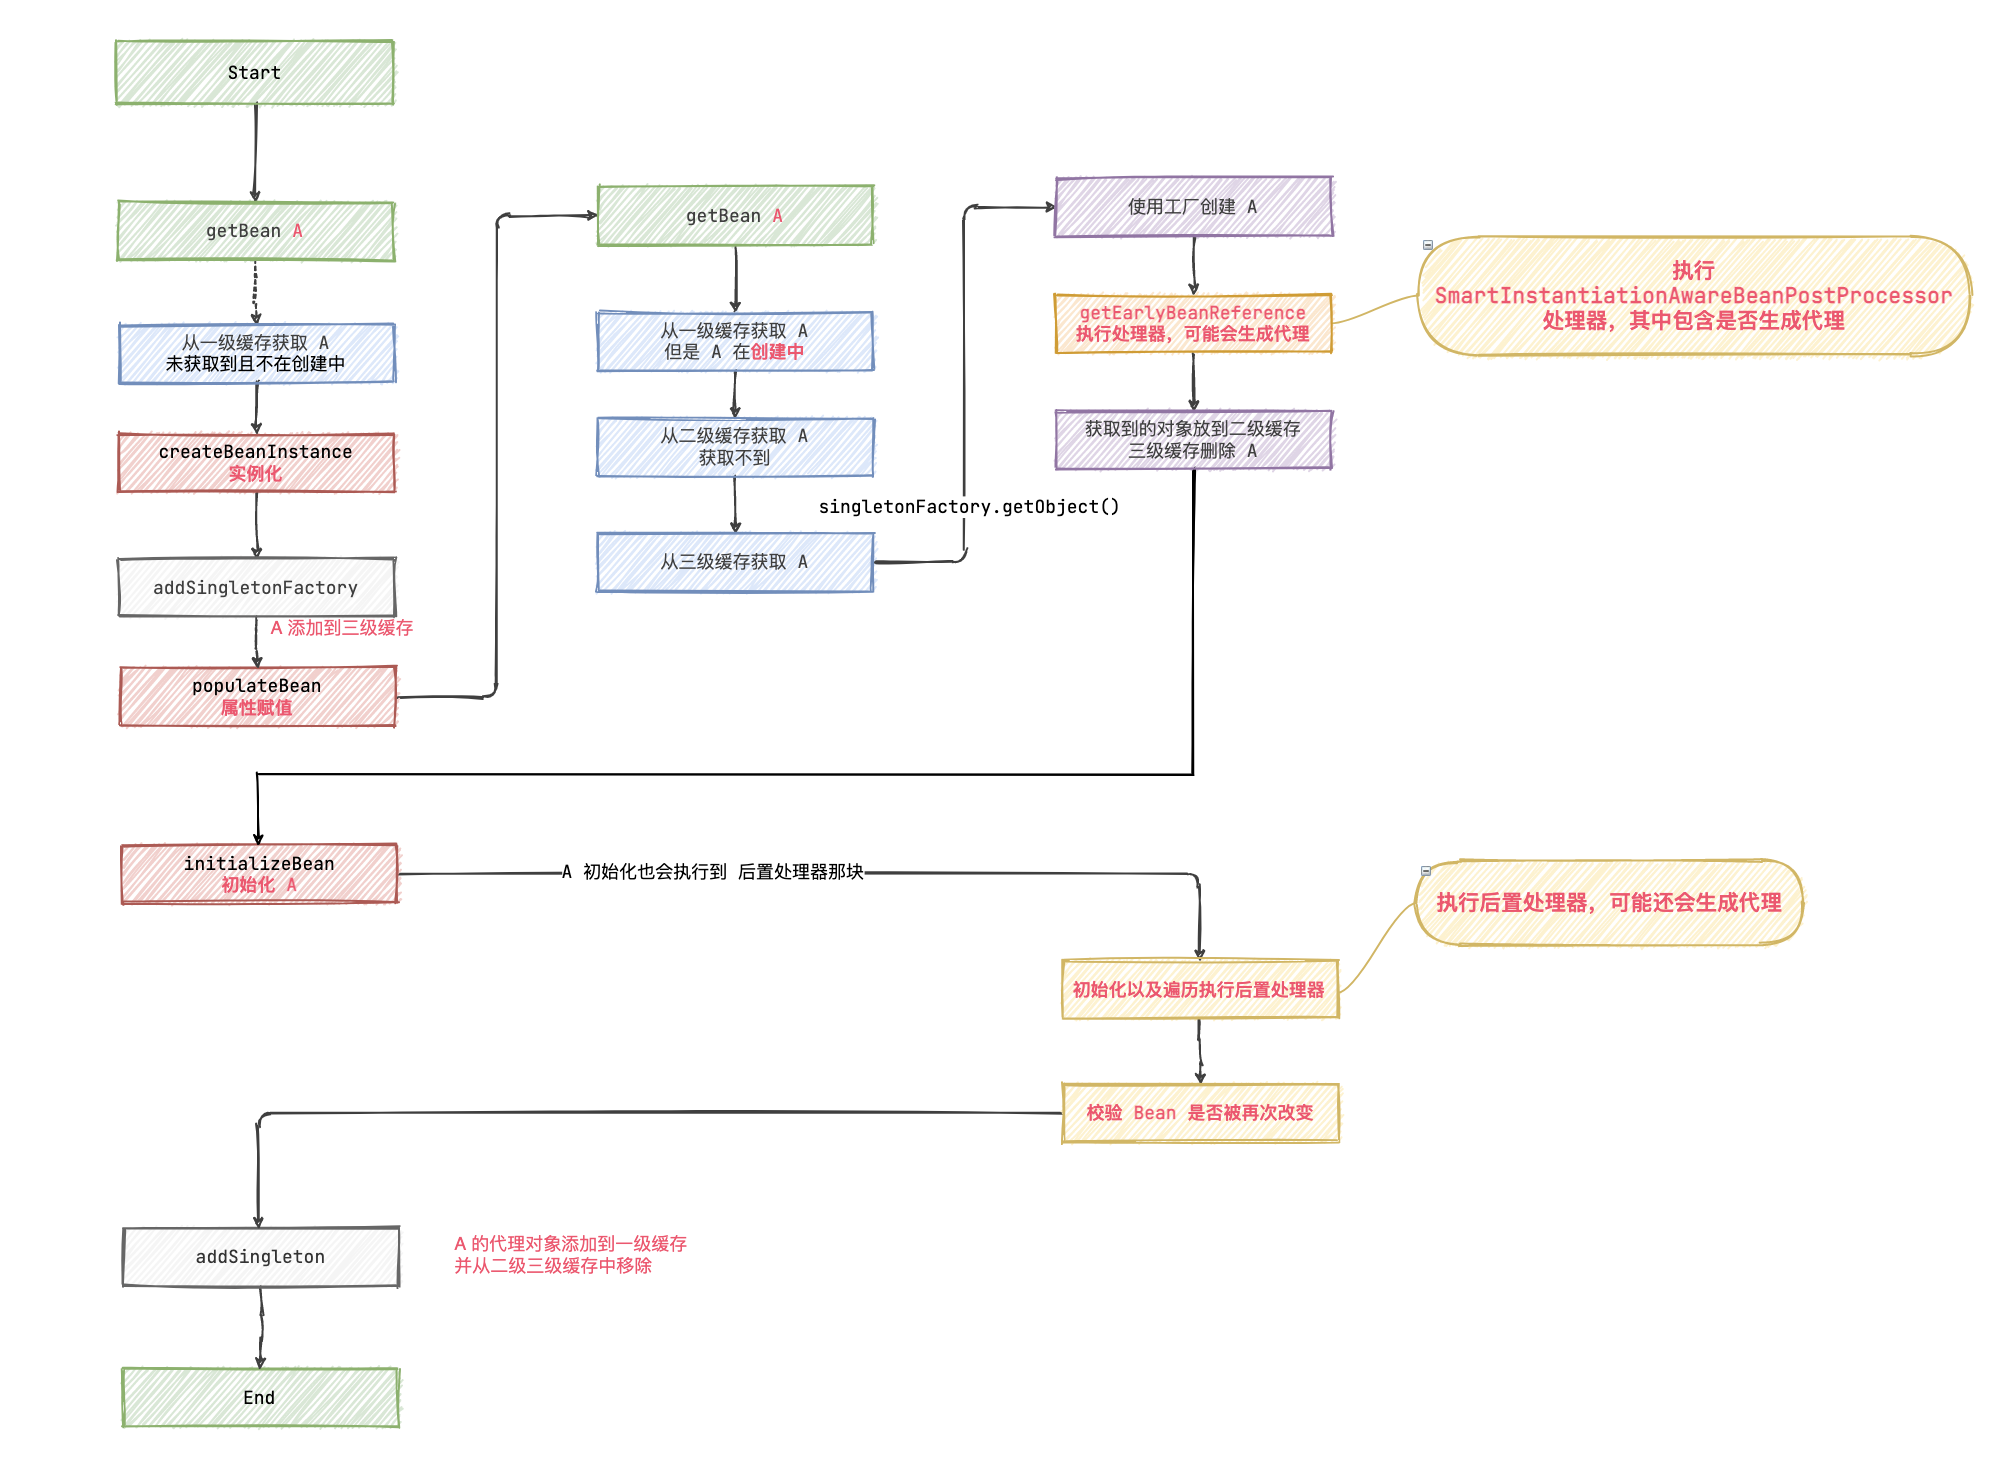 Start
getBean A
从一级缓存获取 A
未获取到且不在创建中
createBeanInstance
实例化
addSingletonFactory
A 添加到三级缓存
populateBean
属性赋值
getBean A
从一级缓存获取 A
但是 A 在创建中
从二级缓存获取 A
获取不到
从三级缓存获取 A
singletonFactory.getObject()
使用工厂创建 A
getEarlyBeanReference
执行处理器，可能会生成代理
执行
SmartInstantiationAwareBeanPostProcessor
处理器，其中包含是否生成代理
获取到的对象放到二级缓存
三级缓存删除 A
initializeBean
初始化 A
A 初始化也会执行到 后置处理器那块
执行后置处理器，可能还会生成代理
初始化以及遍历执行后置处理器
校验 Bean 是否被再次改变
addSingleton
A 的代理对象添加到一级缓存
并从二级三级缓存中移除
End